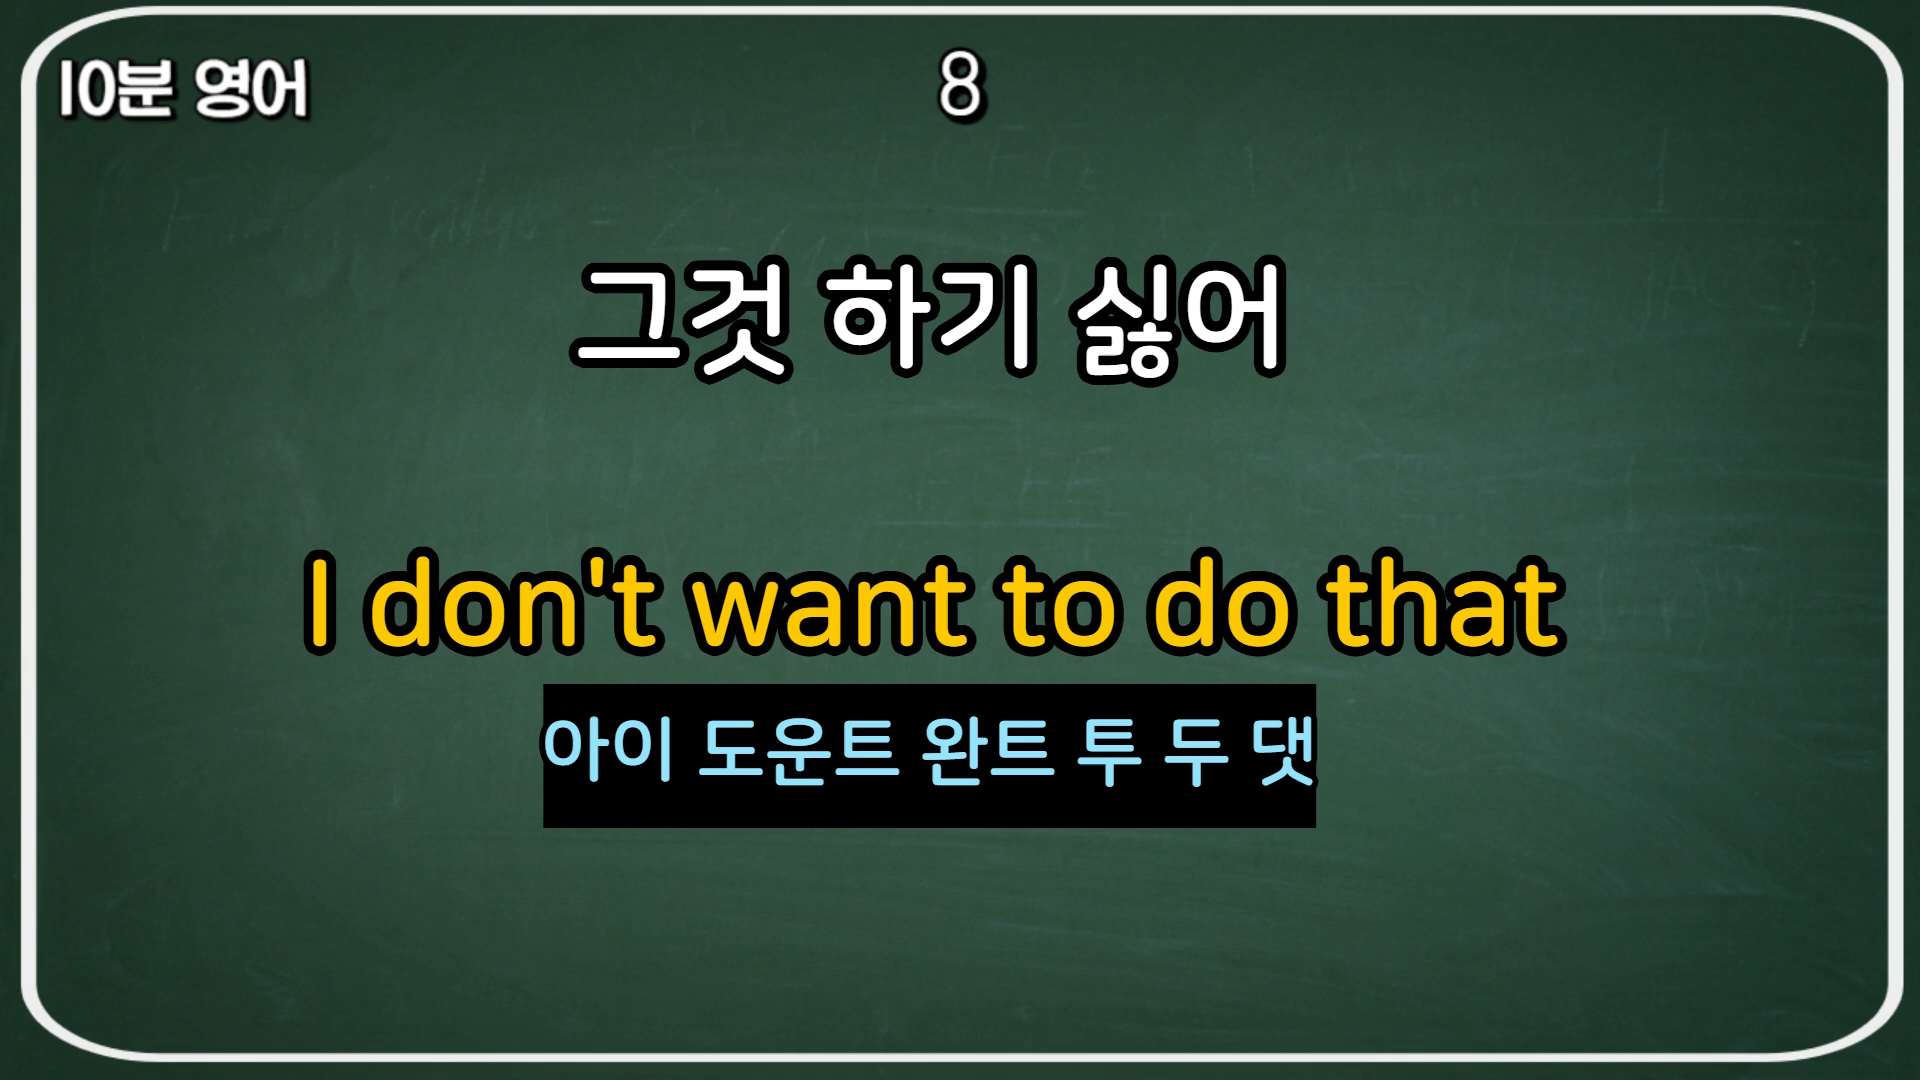 10분 영어
8
그것 하기 싫어
I don't want to do that
아이 도운트 완트 투 두 댓